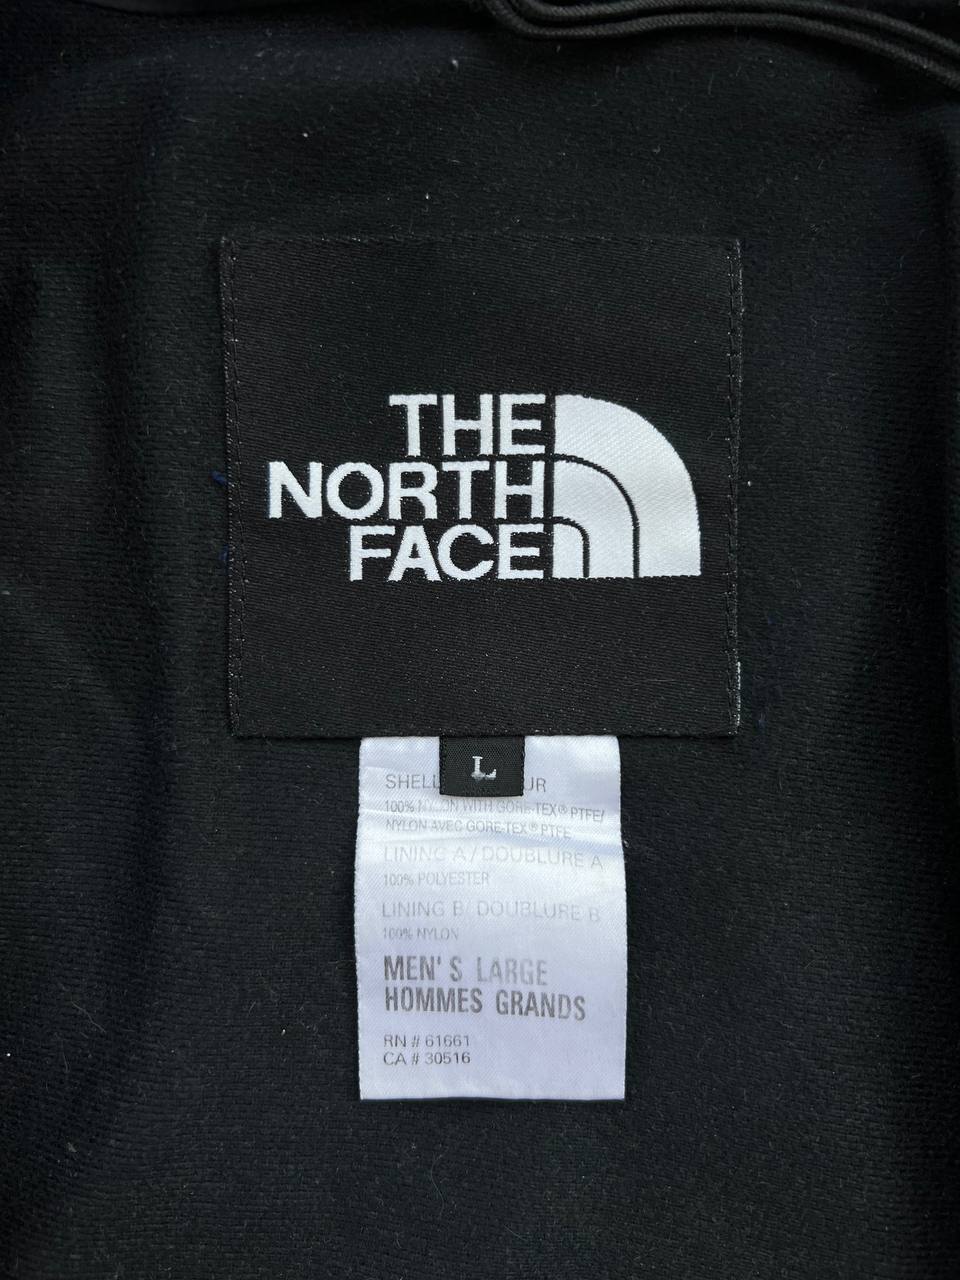 THE
NORTH
FACE
L
SHELL UR
100% NYLON WITH GORE-TEX® PTFE/
NYLON AVEC GORE-TEX® PTFE
LINING A / DOUBLURE A
100% POLYESTER
LINING B/ DOUBLURE B
100% NYLON
MEN'S LARGE
HOMMES GRANDS
RN # 61661
CA # 30516